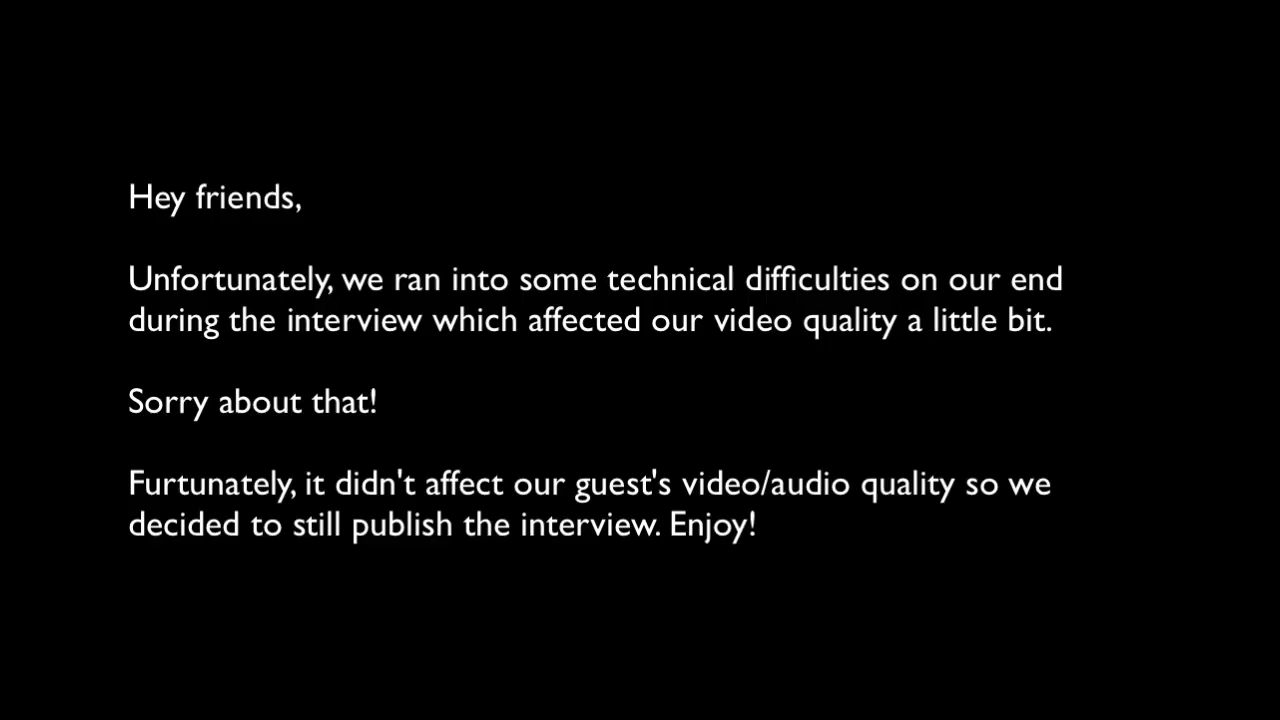 Hey friends,
Unfortunately, we ran into some technical difficulties on our end
during the interview which affected our video quality a little bit.
Sorry about that!
Furtunately, it didn't affect our guest's video/audio quality so we
decided to still publish the interview. Enjoy!